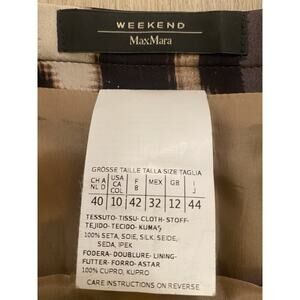 WEEKEND
MaxMara
GRÖSSE TAILLE TALLA SIZE TAGLIA
CH A NL D USA CA COL F B MEX GB I J
40 10 42 32 12 44
TESSUTO-TISSU-CLOTH-STOFF-
TEJIDO-TECIDO-KUMAŞ
100% SETA, SOIE, SILK, SEIDE,
SEDA, IPEK
FODERA-DOUBLURE-LINING-
FUTTER-FORRO-ASTAR
100% CUPRO, KUPRO
CARE INSTRUCTIONS ON REVERSE